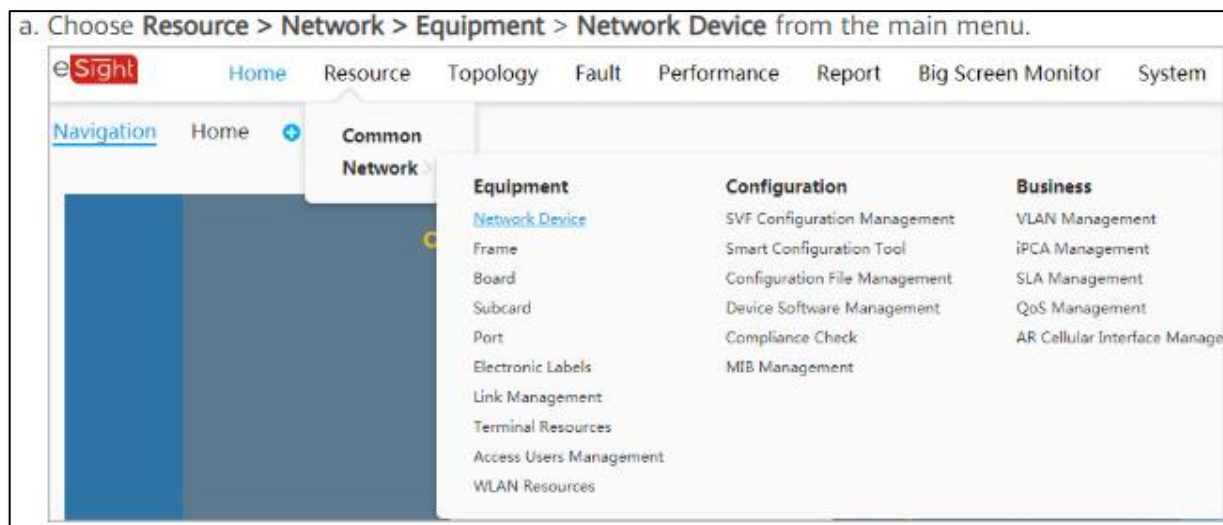 a. Choose Resource > Network > Equipment > Network Device from the main menu.
eSight Home Resource Topology Fault Performance Report Big Screen Monitor System
Navigation Home Common
Network
Equipment Configuration Business
Network Device SVF Configuration Management VLAN Management
Frame Smart Configuration Tool iPCA Management
Board Configuration File Management SLA Management
Subcard Device Software Management QoS Management
Port Compliance Check AR Cellular Interface Manage
Electronic Labels MIB Management
Link Management
Terminal Resources
Access Users Management
WLAN Resources